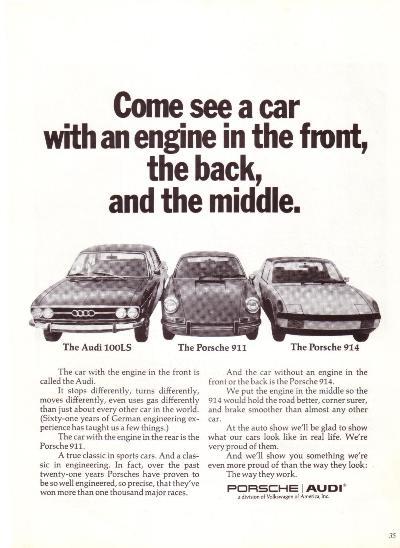 Come see a car
with an engine in the front,
the back,
and the middle.
The Audi 100LS
The Porsche 911
The Porsche 914
The car with the engine in the front is
called the Audi.
It stops differently, turns differently,
moves differently, even uses gas differently
than just about every other car in the world.
(Sixty-one years of German engineering ex-
perience has taught us a few things.)
The car with the engine in the rear is the
Porsche 911.
A true classic in sports cars. And a clas-
sic in engineering. In fact, over the past
twenty-one years Porsches have proven to
be so well engineered, so precise, that they've
won more than one thousand major races.
And the car without an engine in the
front or the back is the Porsche 914.
We put the engine in the middle so the
914 would hold the road better, corner surer,
and brake smoother than almost any other
car.
At the auto show we'll be glad to show
what our cars look like in real life. We're
very proud of them.
And we'll show you something we're
even more proud of than the way they look:
The way they work.
PORSCHE | AUDI®
a division of Volkswagen of America, Inc.
35